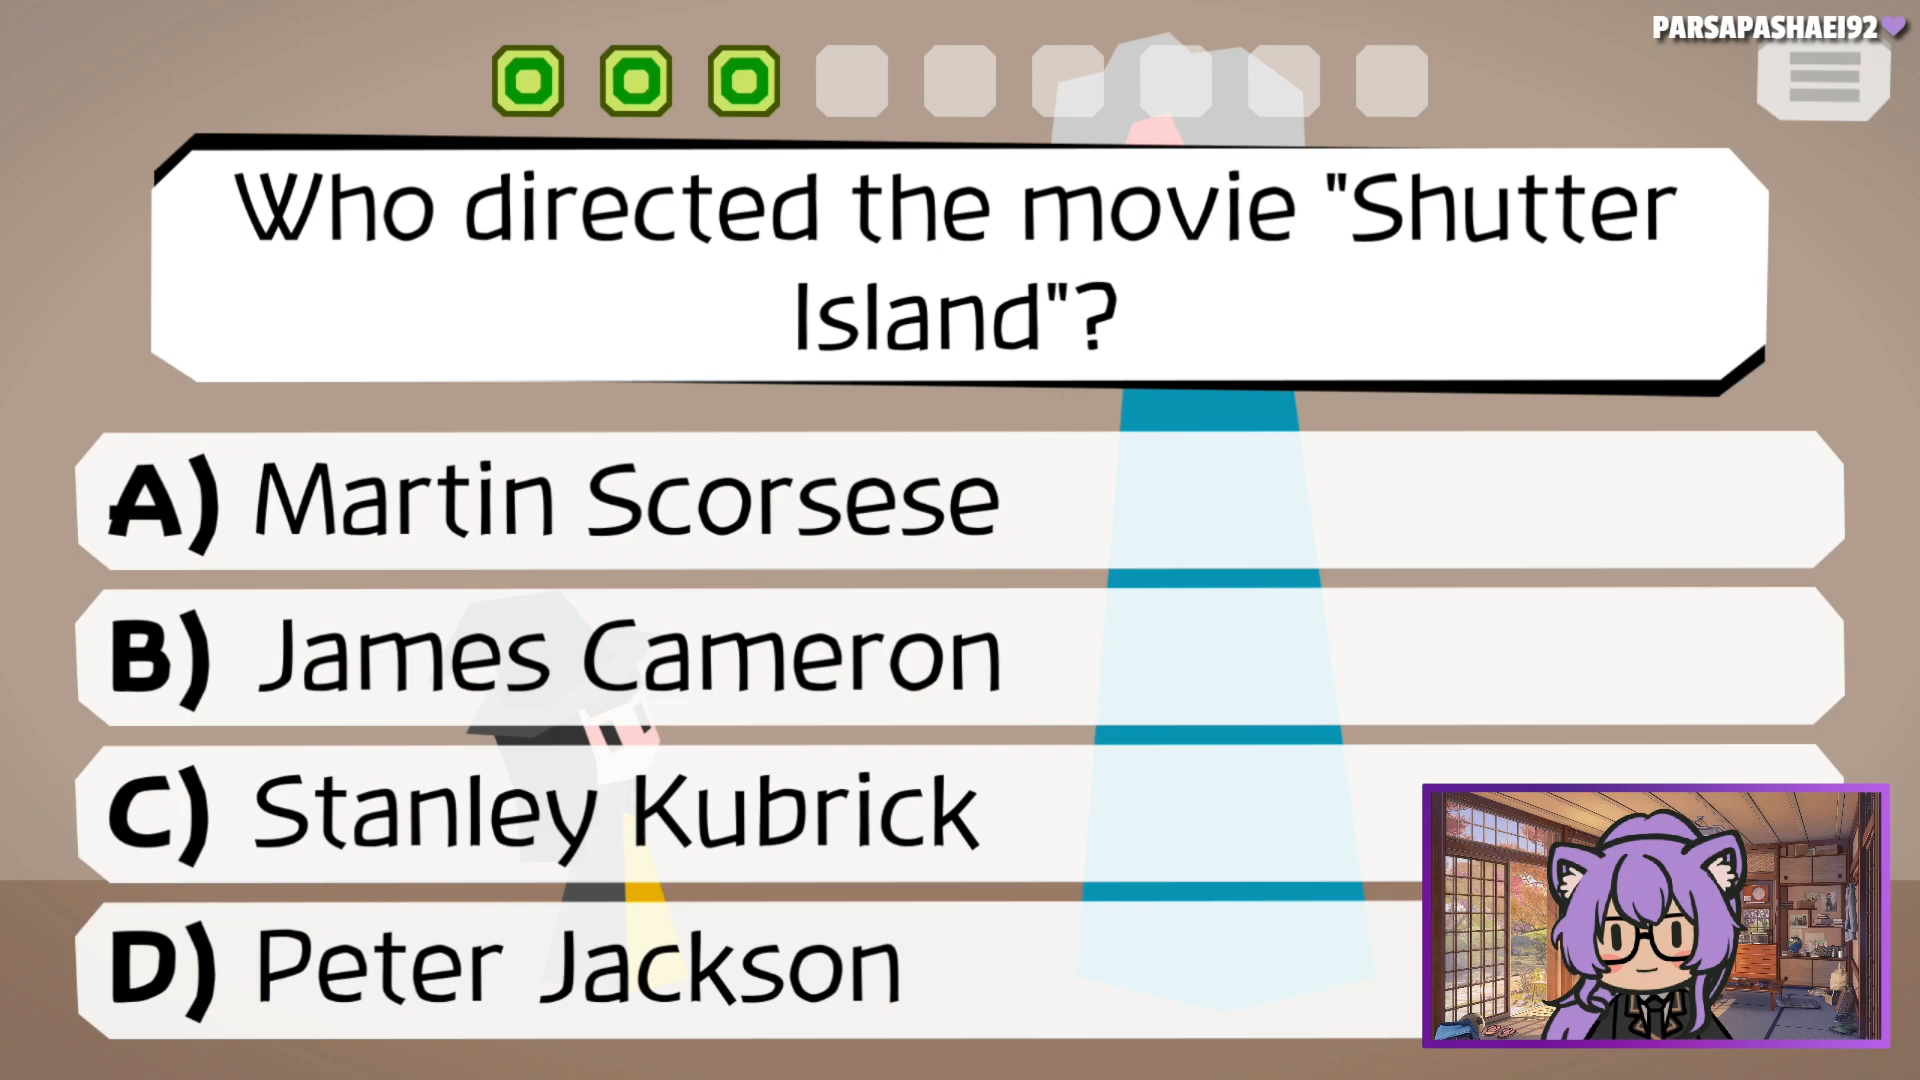 PARSAPASHAEI92
Who directed the movie "Shutter
Island"?
A) Martin Scorsese
B) James Cameron
C) Stanley Kubrick
D) Peter Jackson